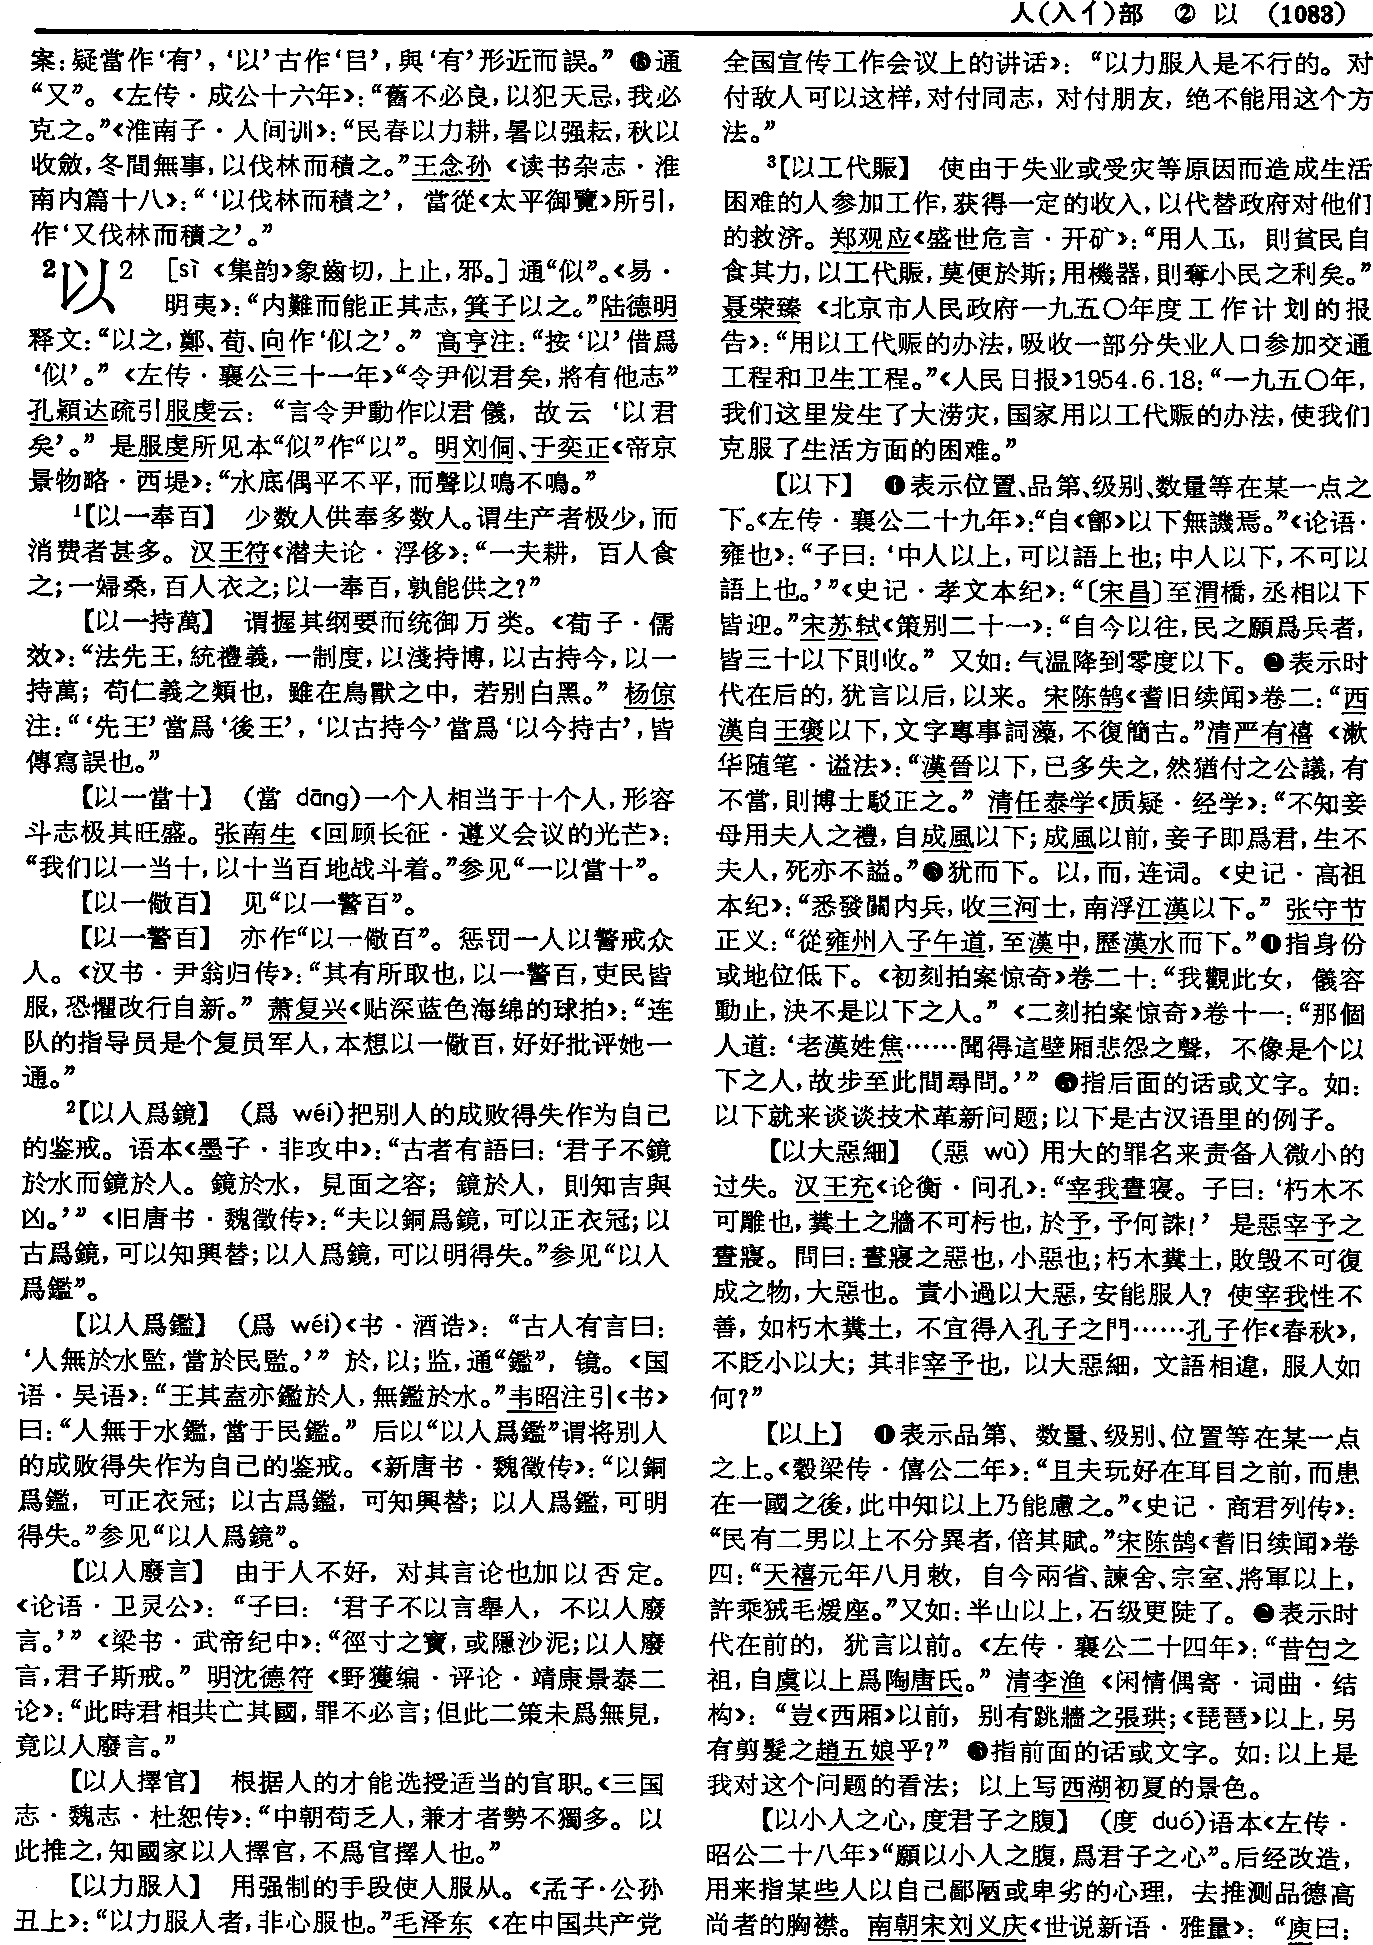 人(入亻)部　②　以　(1083)
案：疑當作‘有’，‘以’古作‘㠯’，與‘有’形近而誤。” ⓭通
“又”。《左传·成公十六年》：“舊不必良，以犯天忌，我必
克之。”《淮南子·人间训》：“民春以力耕，暑以强耘，秋以
收斂，冬間無事，以伐林而積之。”王念孙《读书杂志·淮
南内篇十八》：“‘以伐林而積之’，當從《太平御覽》所引，
作‘又伐林而積之’。”
²以₂　[sì《集韵》象齒切，上止，邪。]通“似”。《易·
明夷》：“内難而能正其志，箕子以之。”陆德明
释文：“以之，鄭、荀、向作‘似之’。”高亨注：“按‘以’借爲
‘似’。”《左传·襄公三十一年》“令尹似君矣，將有他志”
孔颖达疏引服虔云：“言令尹動作以君儀，故云‘以君
矣’。”是服虔所见本“似”作“以”。明刘侗、于奕正《帝京
景物略·西堤》：“水底偶平不平，而聲以鳴不鳴。”
¹【以一奉百】　少数人供奉多数人。谓生产者极少，而
消费者甚多。汉王符《潜夫论·浮侈》：“一夫耕，百人食
之；一婦桑，百人衣之；以一奉百，孰能供之？”
【以一持萬】　谓握其纲要而统御万类。《荀子·儒
效》：“法先王，統禮義，一制度，以淺持博，以古持今，以一
持萬；苟仁義之類也，雖在鳥獸之中，若别白黑。”杨倞
注：“‘先王’當爲‘後王’，‘以古持今’當爲‘以今持古’，皆
傳寫誤也。”
【以一當十】　(當 dāng)一个人相当于十个人，形容
斗志极其旺盛。张南生《回顾长征·遵义会议的光芒》：
“我们以一当十，以十当百地战斗着。”参见“一以當十”。
【以一儆百】　见“以一警百”。
【以一警百】　亦作“以一儆百”。惩罚一人以警戒众
人。《汉书·尹翁归传》：“其有所取也，以一警百，吏民皆
服，恐懼改行自新。”萧复兴《贴深蓝色海绵的球拍》：“连
队的指导员是个复员军人，本想以一儆百，好好批评她一
通。”
²【以人爲鏡】　(爲 wéi)把别人的成败得失作为自己
的鉴戒。语本《墨子·非攻中》：“古者有語曰：‘君子不鏡
於水而鏡於人。鏡於水，見面之容；鏡於人，則知吉與
凶。’”《旧唐书·魏徵传》：“夫以銅爲鏡，可以正衣冠；以
古爲鏡，可以知興替；以人爲鏡，可以明得失。”参见“以人
爲鑑”。
【以人爲鑑】　(爲 wéi)《书·酒诰》：“古人有言曰：
‘人無於水監，當於民監。’”於，以；监，通“鑑”，镜。《国
语·吴语》：“王其盍亦鑑於人，無鑑於水。”韦昭注引《书》
曰：“人無于水鑑，當于民鑑。”后以“以人爲鑑”谓将别人
的成败得失作为自己的鉴戒。《新唐书·魏徵传》：“以銅
爲鑑，可正衣冠；以古爲鑑，可知興替；以人爲鑑，可明
得失。”参见“以人爲鏡”。
【以人廢言】　由于人不好，对其言论也加以否定。
《论语·卫灵公》：“子曰：‘君子不以言舉人，不以人廢
言。’”《梁书·武帝纪中》：“徑寸之寶，或隱沙泥；以人廢
言，君子斯戒。”明沈德符《野獲编·评论·靖康景泰二
论》：“此時君相共亡其國，罪不必言；但此二策未爲無見，
竟以人廢言。”
【以人擇官】　根据人的才能选授适当的官职。《三国
志·魏志·杜恕传》：“中朝苟乏人，兼才者勢不獨多。以
此推之，知國家以人擇官，不爲官擇人也。”
【以力服人】　用强制的手段使人服从。《孟子·公孙
丑上》：“以力服人者，非心服也。”毛泽东《在中国共产党
全国宣传工作会议上的讲话》：“以力服人是不行的。对
付敌人可以这样，对付同志，对付朋友，绝不能用这个方
法。”
³【以工代賑】　使由于失业或受灾等原因而造成生活
困难的人参加工作，获得一定的收入，以代替政府对他们
的救济。郑观应《盛世危言·开矿》：“用人工，則貧民自
食其力，以工代賑，莫便於斯；用機器，則奪小民之利矣。”
聂荣臻《北京市人民政府一九五〇年度工作计划的报
告》：“用以工代赈的办法，吸收一部分失业人口参加交通
工程和卫生工程。”《人民日报》1954.6.18：“一九五〇年，
我们这里发生了大涝灾，国家用以工代赈的办法，使我们
克服了生活方面的困难。”
【以下】　❶表示位置、品第、级别、数量等在某一点之
下。《左传·襄公二十九年》：“自《鄶》以下無譏焉。”《论语·
雍也》：“子曰：‘中人以上，可以語上也；中人以下，不可以
語上也。’”《史记·孝文本纪》：“〔宋昌〕至渭橋，丞相以下
皆迎。”宋苏轼《策别二十一》：“自今以往，民之願爲兵者，
皆三十以下則收。”又如：气温降到零度以下。❷表示时
代在后的，犹言以后，以来。宋陈鹄《耆旧续闻》卷二：“西
漢自王褒以下，文字專事詞藻，不復簡古。”清严有禧《漱
华随笔·谥法》：“漢晉以下，已多失之，然猶付之公議，有
不當，則博士駁正之。”清任泰学《质疑·经学》：“不知妾
母用夫人之禮，自成風以下；成風以前，妾子即爲君，生不
夫人，死亦不謚。”❸犹而下。以，而，连词。《史记·高祖
本纪》：“悉發關内兵，收三河士，南浮江漢以下。”张守节
正义：“從雍州入子午道，至漢中，歷漢水而下。”❹指身份
或地位低下。《初刻拍案惊奇》卷二十：“我觀此女，儀容
動止，決不是以下之人。”《二刻拍案惊奇》卷十一：“那個
人道：‘老漢姓焦……聞得這壁厢悲怨之聲，不像是个以
下之人，故步至此間尋問。’”❺指后面的话或文字。如：
以下就来谈谈技术革新问题；以下是古汉语里的例子。
【以大惡細】　(惡 wù)用大的罪名来责备人微小的
过失。汉王充《论衡·问孔》：“宰我晝寢。子曰：‘朽木不
可雕也，糞土之牆不可杇也，於予，予何誅！’是惡宰予之
晝寢。問曰：晝寢之惡也，小惡也；朽木糞土，敗毁不可復
成之物，大惡也。責小過以大惡，安能服人？使宰我性不
善，如朽木糞土，不宜得入孔子之門……孔子作《春秋》，
不貶小以大；其非宰予也，以大惡細，文語相違，服人如
何？”
【以上】　❶表示品第、数量、级别、位置等在某一点
之上。《穀梁传·僖公二年》：“且夫玩好在耳目之前，而患
在一國之後，此中知以上乃能慮之。”《史记·商君列传》：
“民有二男以上不分異者，倍其賦。”宋陈鹄《耆旧续闻》卷
四：“天禧元年八月敕，自今兩省、諫舍、宗室、將軍以上，
許乘狨毛煖座。”又如：半山以上，石级更陡了。❷表示时
代在前的，犹言以前。《左传·襄公二十四年》：“昔匄之
祖，自虞以上爲陶唐氏。”清李渔《闲情偶寄·词曲·结
构》：“豈《西厢》以前，别有跳牆之張珙；《琵琶》以上，另
有剪髮之趙五娘乎？”❸指前面的话或文字。如：以上是
我对这个问题的看法；以上写西湖初夏的景色。
【以小人之心，度君子之腹】　(度 duó)语本《左传·
昭公二十八年》“願以小人之腹，爲君子之心”。后经改造，
用来指某些人以自己鄙陋或卑劣的心理，去推测品德高
尚者的胸襟。南朝宋刘义庆《世说新语·雅量》：“庾曰：